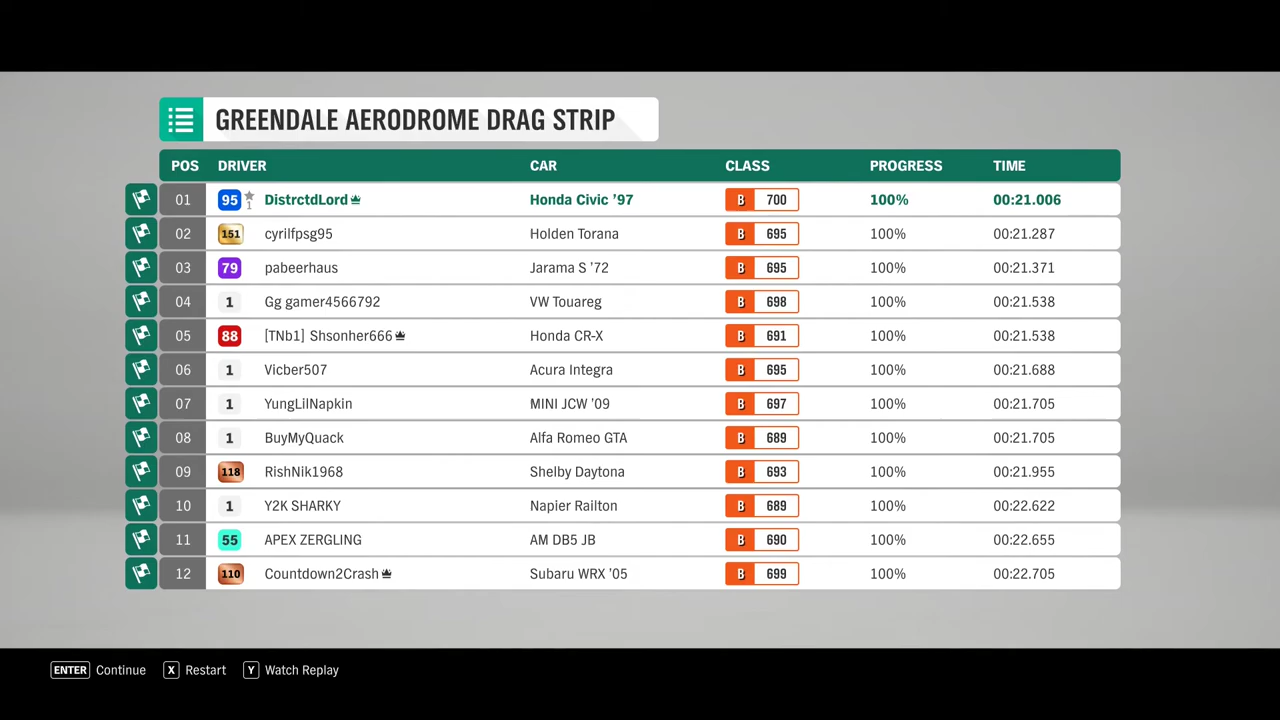 GREENDALE AERODROME DRAG STRIP
POS DRIVER CAR CLASS PROGRESS TIME
01 95 1 DistrctdLord Honda Civic ’97 B 700 100% 00:21.006
02 151 cyrilfpsg95 Holden Torana B 695 100% 00:21.287
03 79 pabeerhaus Jarama S ’72 B 695 100% 00:21.371
04 1 Gg gamer4566792 VW Touareg B 698 100% 00:21.538
05 88 [TNb1] Shsonher666 Honda CR-X B 691 100% 00:21.538
06 1 Vicber507 Acura Integra B 695 100% 00:21.688
07 1 YungLilNapkin MINI JCW ’09 B 697 100% 00:21.705
08 1 BuyMyQuack Alfa Romeo GTA B 689 100% 00:21.705
09 118 RishNik1968 Shelby Daytona B 693 100% 00:21.955
10 1 Y2K SHARKY Napier Railton B 689 100% 00:22.622
11 55 APEX ZERGLING AM DB5 JB B 690 100% 00:22.655
12 110 Countdown2Crash Subaru WRX ’05 B 699 100% 00:22.705
ENTER Continue X Restart Y Watch Replay